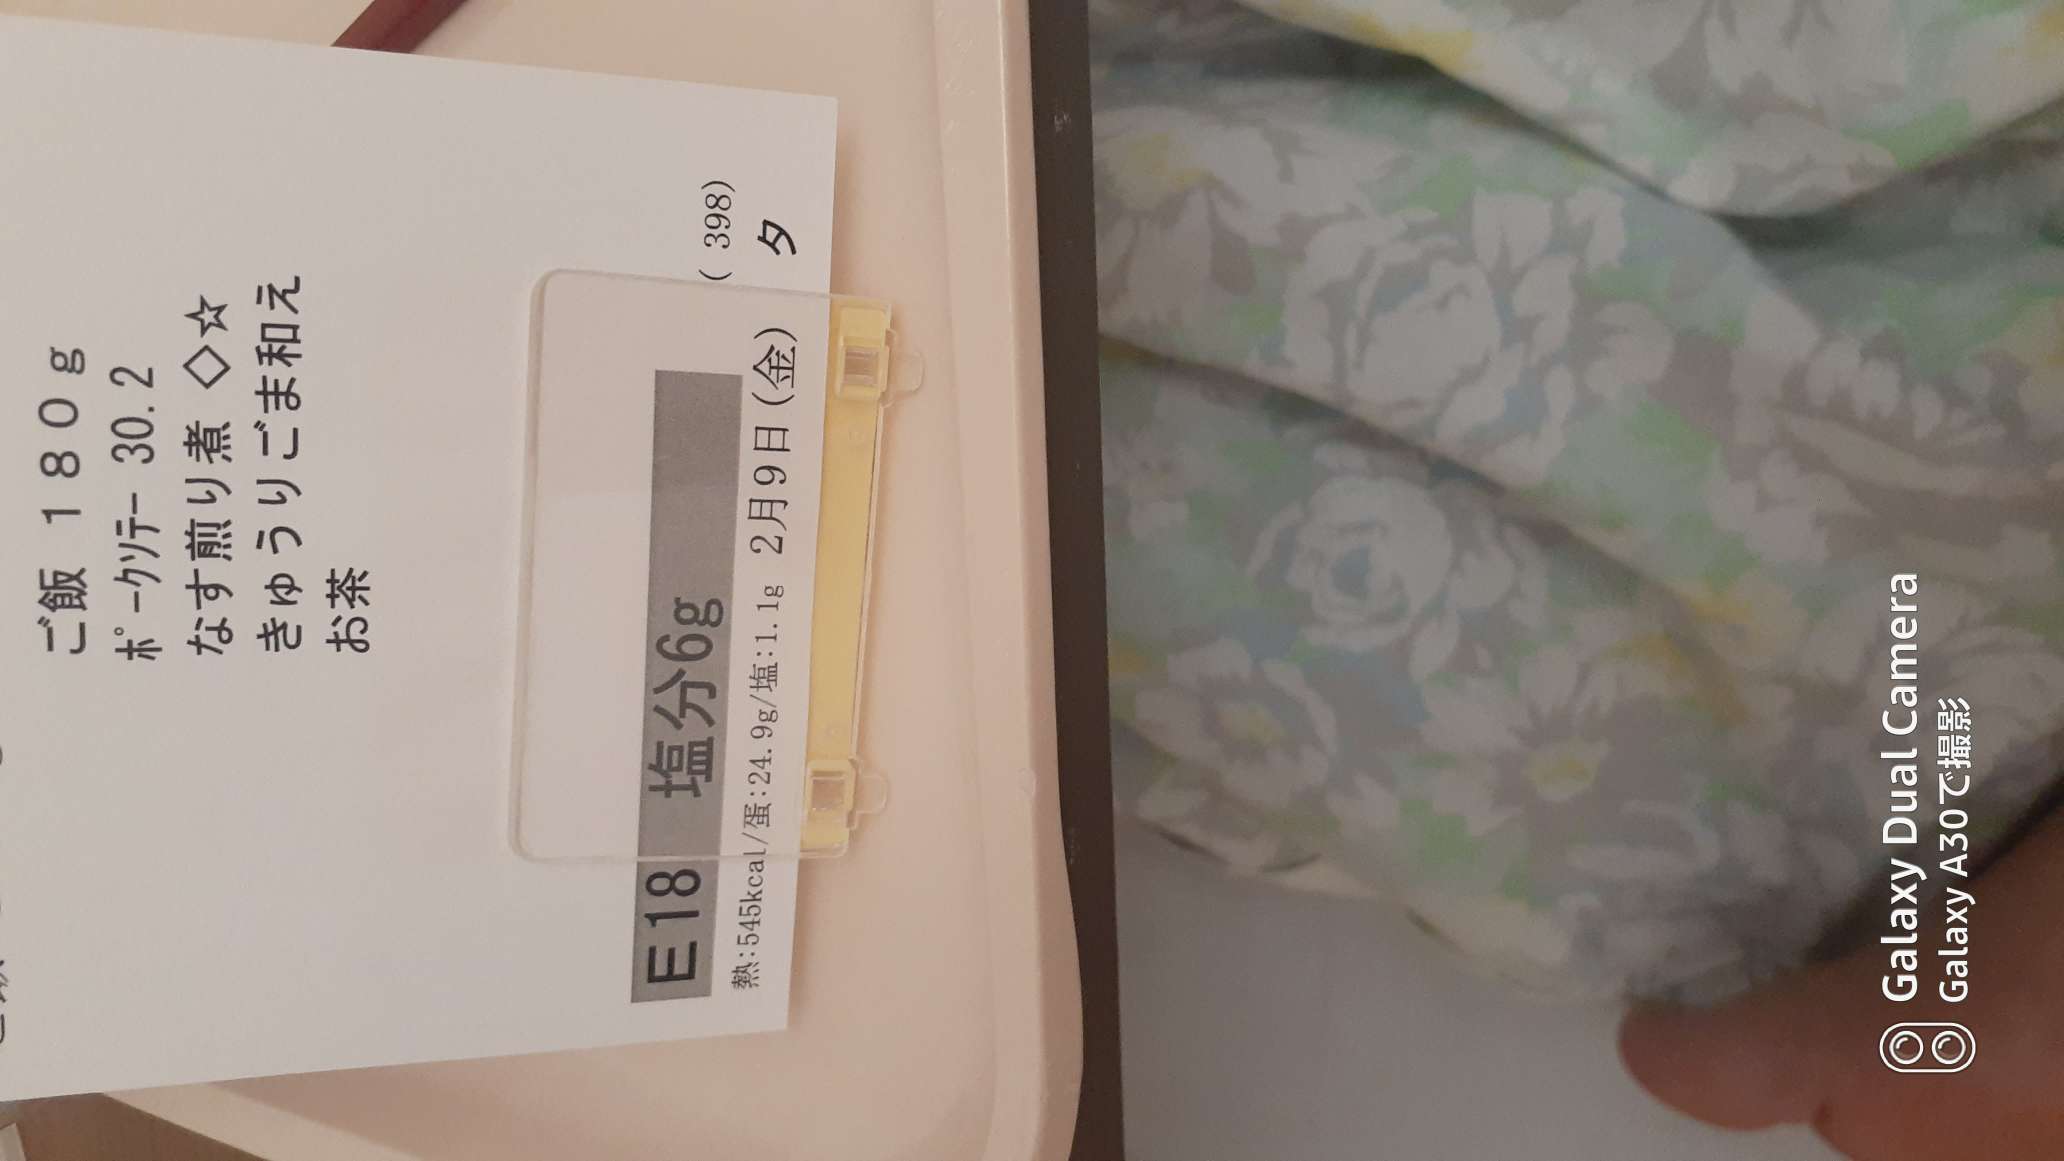 ご飯 １８０ｇ
ﾎﾟｰｸｿﾃｰ 30.2
なす煎り煮 ◇☆
きゅうりごま和え
お茶
( 398)
E18 塩分6g
熱:545kcal/蛋:24.9g/塩:1.1g 2月9日(金) 夕
Galaxy Dual Camera
Galaxy A30で撮影